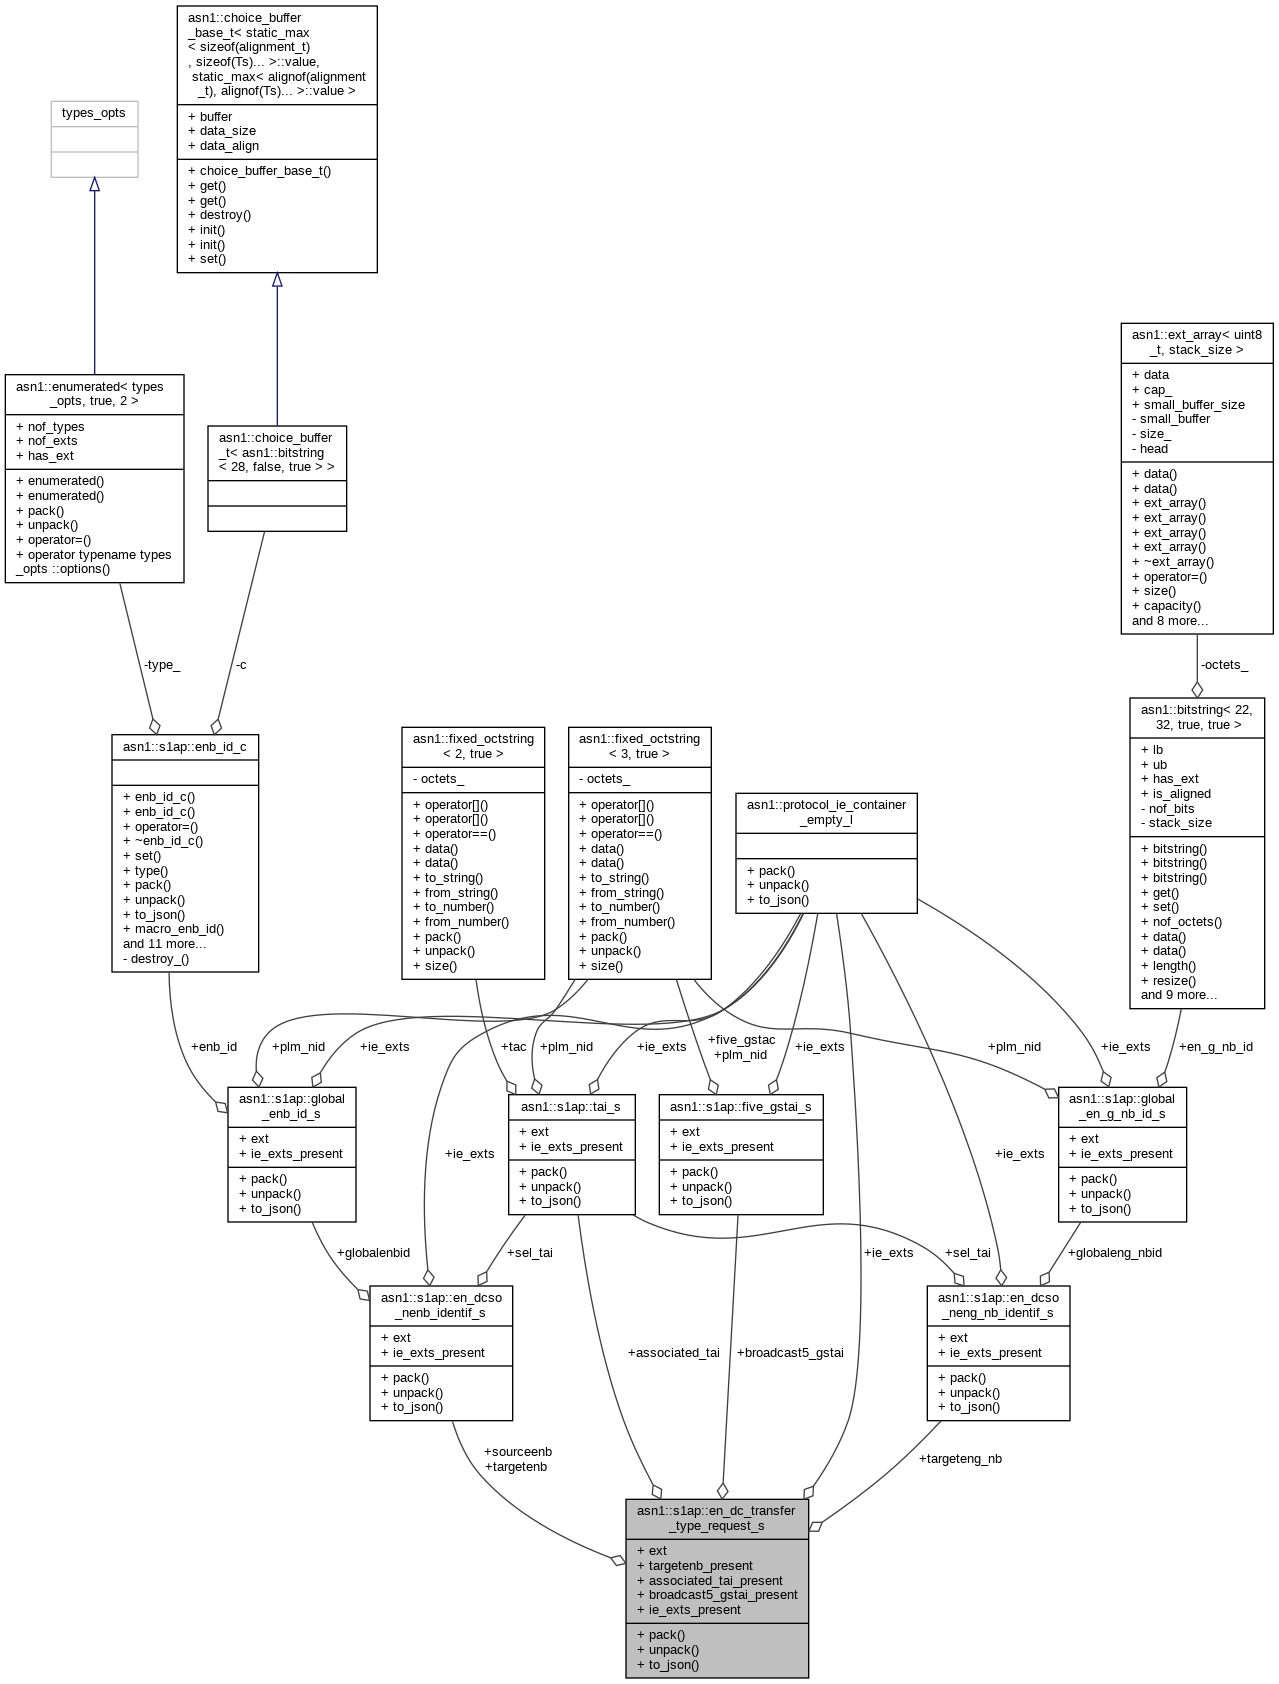 asn1::choice_buffer
_base_t< static_max
< sizeof(alignment_t)
, sizeof(Ts)... >::value,
static_max< alignof(alignment
_t), alignof(Ts)... >::value >
+ buffer
+ data_size
+ data_align
+ choice_buffer_base_t()
+ get()
+ get()
+ destroy()
+ init()
+ init()
+ set()
types_opts
asn1::ext_array< uint8
_t, stack_size >
+ data
+ cap_
+ small_buffer_size
- small_buffer
- size_
- head
+ data()
+ data()
+ ext_array()
+ ext_array()
+ ext_array()
+ ext_array()
+ ~ext_array()
+ operator=()
+ size()
+ capacity()
and 8 more...
asn1::enumerated< types
_opts, true, 2 >
+ nof_types
+ nof_exts
+ has_ext
+ enumerated()
+ enumerated()
+ pack()
+ unpack()
+ operator=()
+ operator typename types
_opts ::options()
asn1::choice_buffer
_t< asn1::bitstring
< 28, false, true > >
-type_
-c
-octets_
asn1::s1ap::enb_id_c
+ enb_id_c()
+ enb_id_c()
+ operator=()
+ ~enb_id_c()
+ set()
+ type()
+ pack()
+ unpack()
+ to_json()
+ macro_enb_id()
and 11 more...
- destroy_()
asn1::fixed_octstring
< 2, true >
- octets_
+ operator[]()
+ operator[]()
+ operator==()
+ data()
+ data()
+ to_string()
+ from_string()
+ to_number()
+ from_number()
+ pack()
+ unpack()
+ size()
asn1::fixed_octstring
< 3, true >
- octets_
+ operator[]()
+ operator[]()
+ operator==()
+ data()
+ data()
+ to_string()
+ from_string()
+ to_number()
+ from_number()
+ pack()
+ unpack()
+ size()
asn1::protocol_ie_container
_empty_l
+ pack()
+ unpack()
+ to_json()
asn1::bitstring< 22,
32, true, true >
+ lb
+ ub
+ has_ext
+ is_aligned
- nof_bits
- stack_size
+ bitstring()
+ bitstring()
+ bitstring()
+ get()
+ set()
+ nof_octets()
+ data()
+ data()
+ length()
+ resize()
and 9 more...
+enb_id
+plm_nid
+ie_exts
+tac
+plm_nid
+ie_exts
+five_gstac
+plm_nid
+ie_exts
+plm_nid
+ie_exts
+en_g_nb_id
asn1::s1ap::global
_enb_id_s
+ ext
+ ie_exts_present
+ pack()
+ unpack()
+ to_json()
+ie_exts
asn1::s1ap::tai_s
+ ext
+ ie_exts_present
+ pack()
+ unpack()
+ to_json()
asn1::s1ap::five_gstai_s
+ ext
+ ie_exts_present
+ pack()
+ unpack()
+ to_json()
+ie_exts
asn1::s1ap::global
_en_g_nb_id_s
+ ext
+ ie_exts_present
+ pack()
+ unpack()
+ to_json()
+globalenbid
+sel_tai
+ie_exts
+sel_tai
+globaleng_nbid
asn1::s1ap::en_dcso
_nenb_identif_s
+ ext
+ ie_exts_present
+ pack()
+ unpack()
+ to_json()
+associated_tai
+broadcast5_gstai
asn1::s1ap::en_dcso
_neng_nb_identif_s
+ ext
+ ie_exts_present
+ pack()
+ unpack()
+ to_json()
+sourceenb
+targetenb
+targeteng_nb
asn1::s1ap::en_dc_transfer
_type_request_s
+ ext
+ targetenb_present
+ associated_tai_present
+ broadcast5_gstai_present
+ ie_exts_present
+ pack()
+ unpack()
+ to_json()